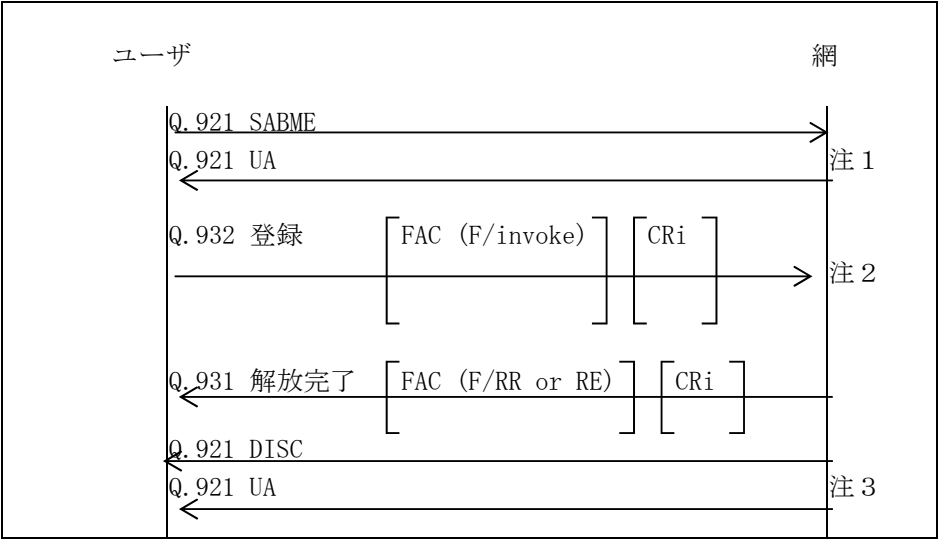 ユーザ 網
Q.921 SABME
Q.921 UA 注１
Q.932 登録 FAC (F/invoke) CRi
注２
Q.931 解放完了 FAC (F/RR or RE) CRi
Q.921 DISC
Q.921 UA 注３